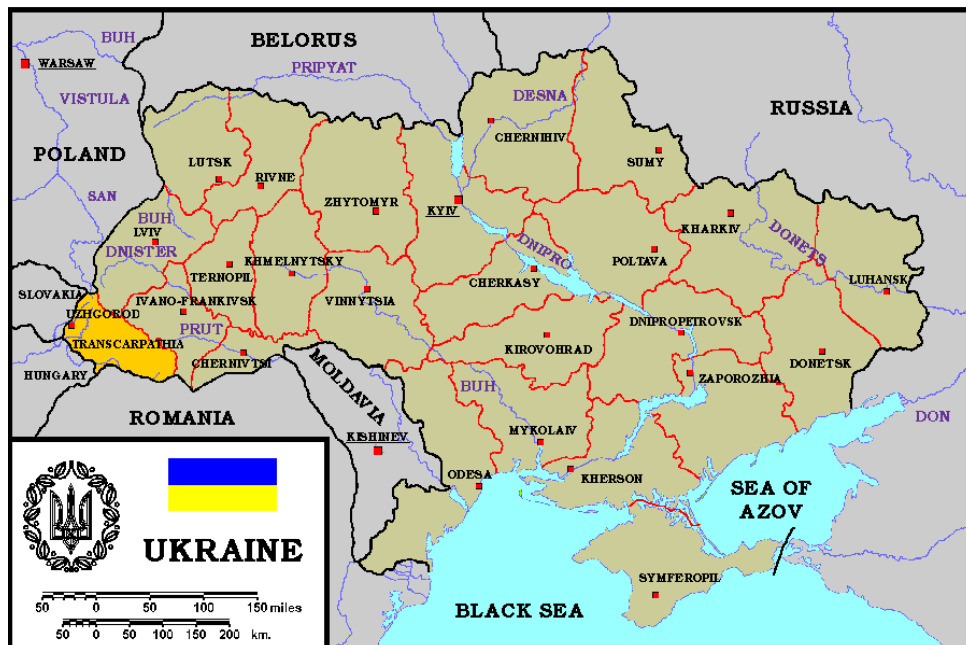 BUH
BELORUS
WARSAW
PRIPYAT
DESNA
VISTULA
RUSSIA
CHERNIHIV
POLAND
SUMY
LUTSK
RIVNE
SAN
ZHYTOMYR
KYIV
BUH
KHARKIV
LVIV
DNISTER
DNIPRO
DONETS
KHMELNYTSKY
POLTAVA
TERNOPIL
CHERKASY
LUHANSK
SLOVAKIA
IVANO-FRANKIVSK
VINNYTSIA
UZHGOROD
DNIPROPETROVSK
PRUT
TRANSCARPATHIA
KIROVOHRAD
CHERNIVTSI
DONETSK
HUNGARY
MOLDAVIA
ZAPOROZHIA
BUH
ROMANIA
DON
KISHINEV
MYKOLAIV
ODESA
KHERSON
SEA OF
AZOV
UKRAINE
SYMFEROPIL
50 0 50 100 150 miles
BLACK SEA
50 0 50 100 150 200 km.